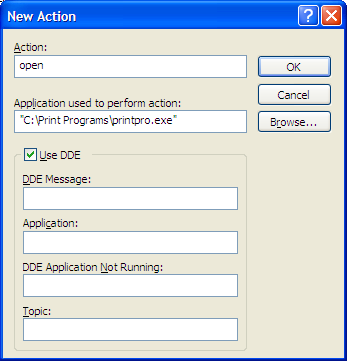 New Action
Action:
open
OK
Cancel
Application used to perform action:
"C:\Print Programs\printpro.exe"
Browse...
Use DDE
DDE Message:
Application:
DDE Application Not Running:
Topic: